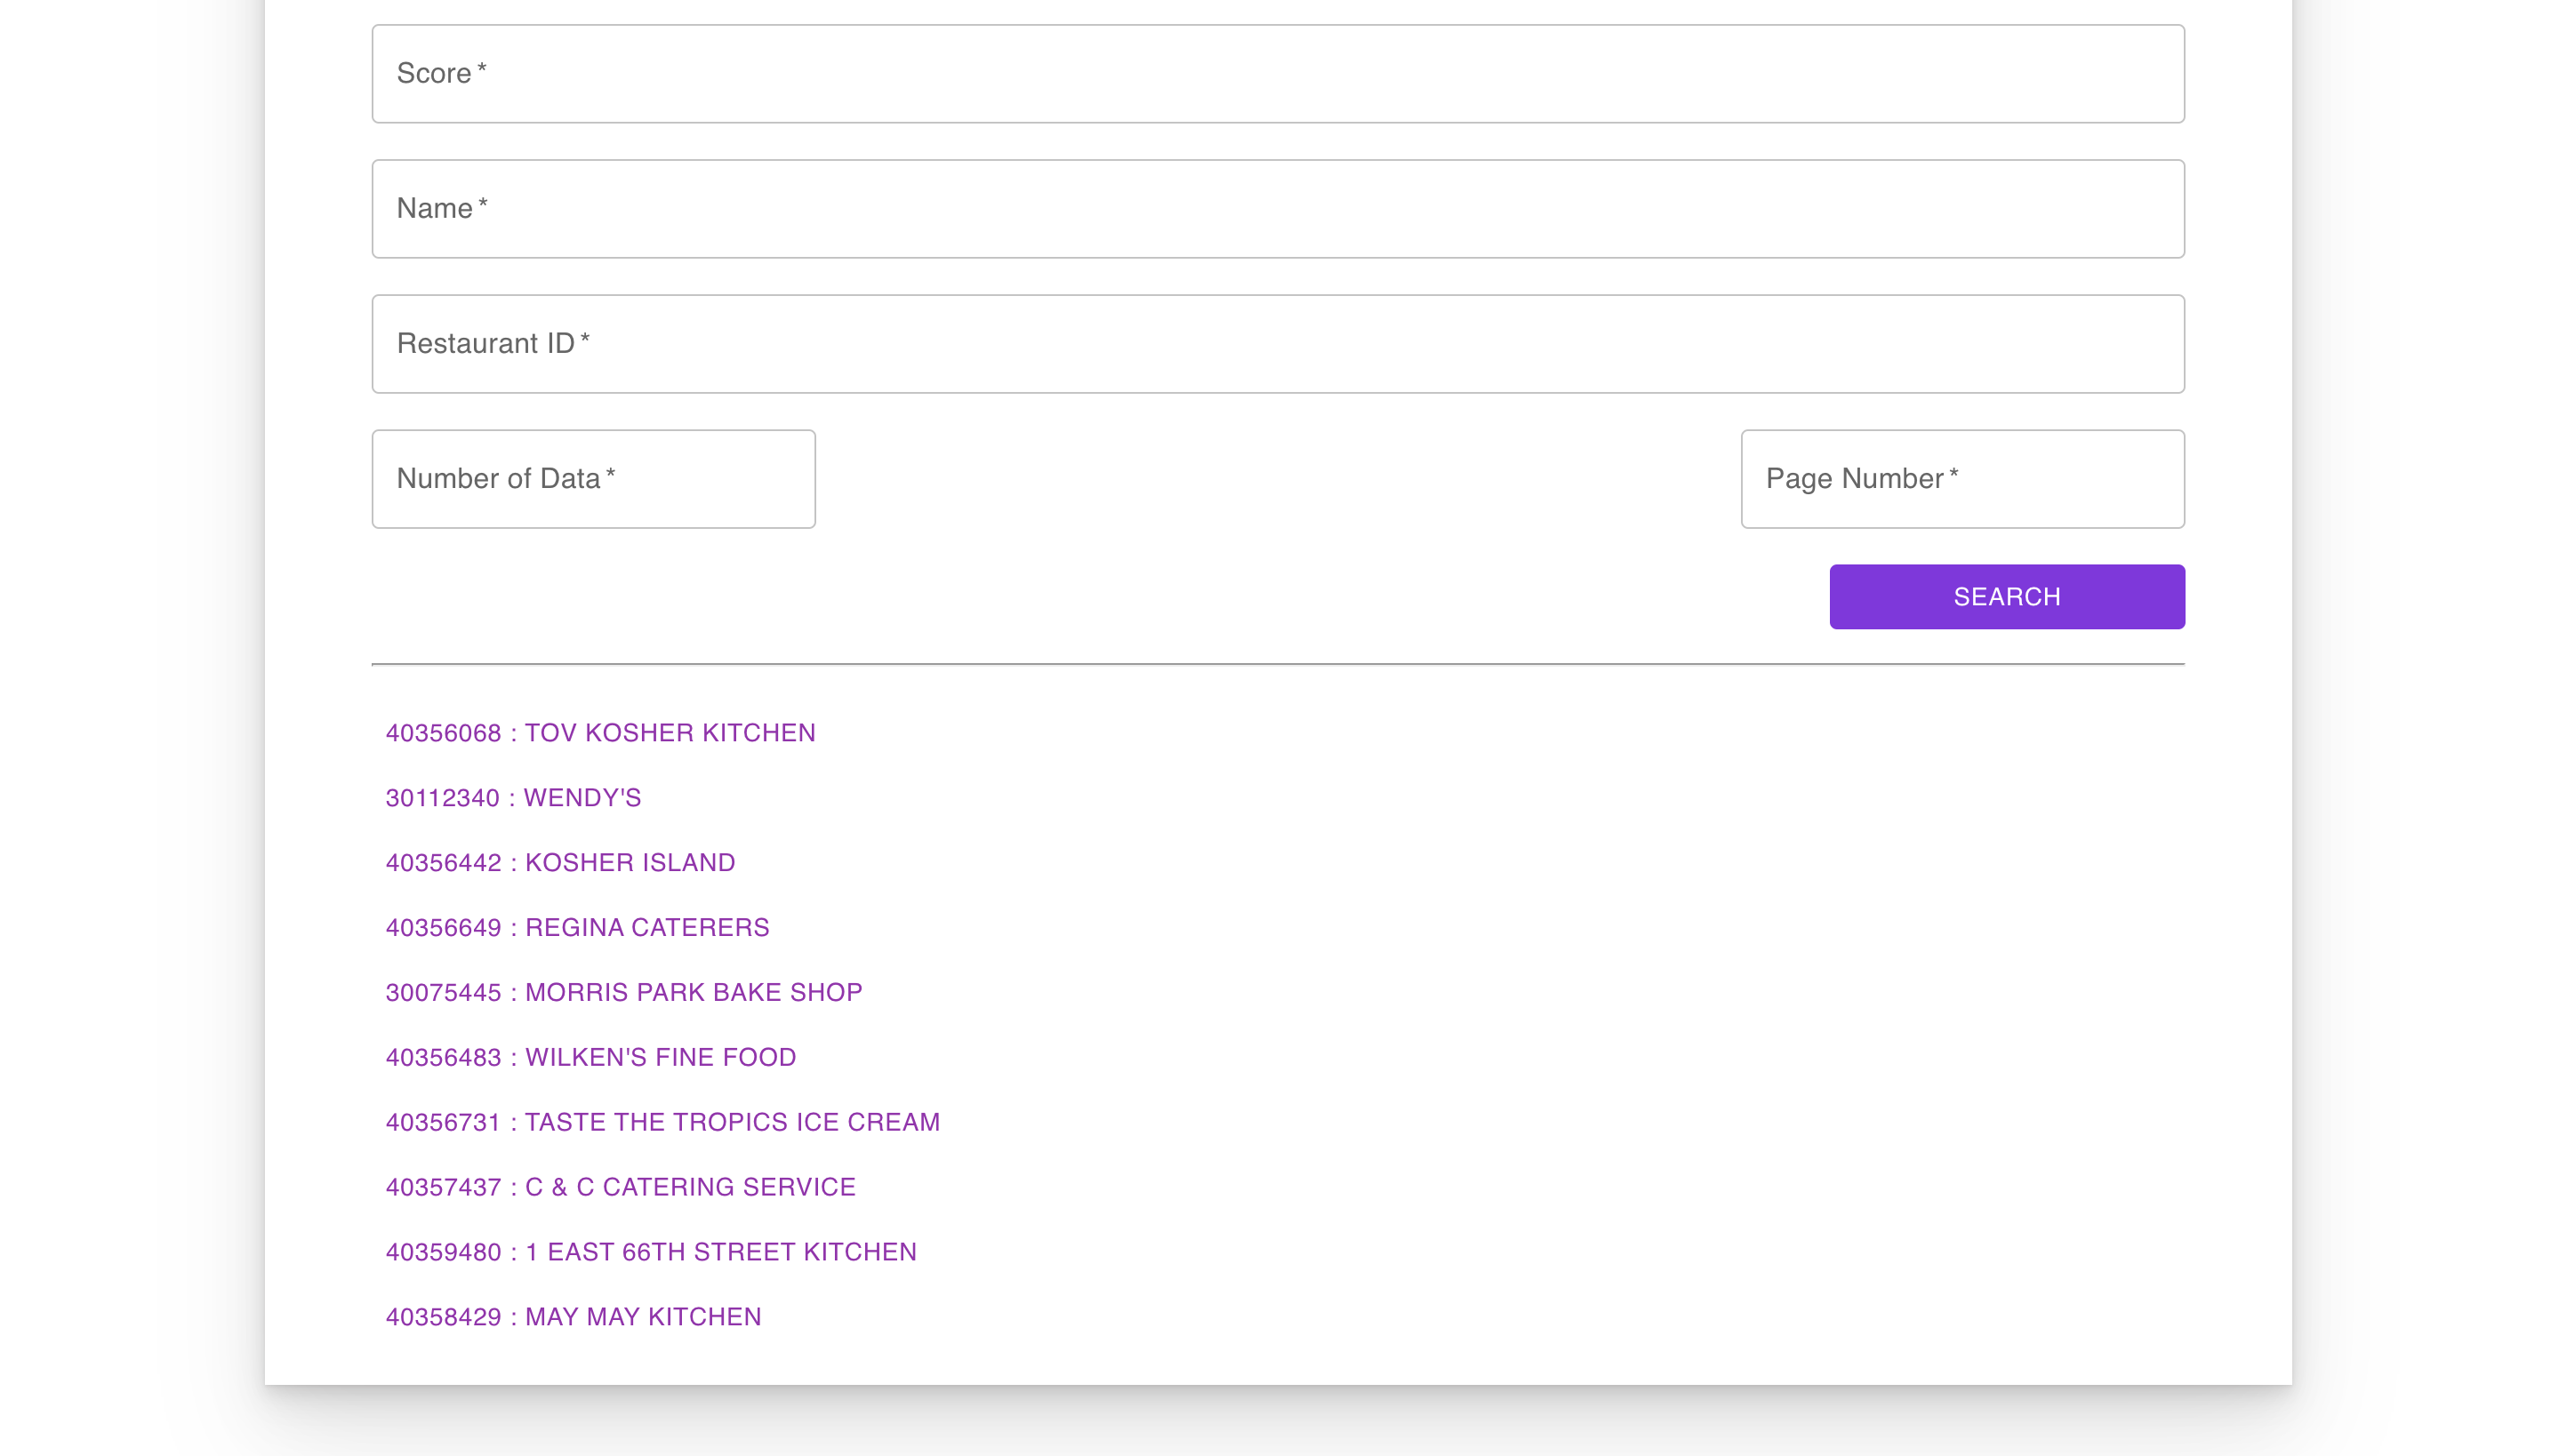 Score *
Name *
Restaurant ID *
Number of Data *
Page Number *
SEARCH
40356068 : TOV KOSHER KITCHEN
30112340 : WENDY'S
40356442 : KOSHER ISLAND
40356649 : REGINA CATERERS
30075445 : MORRIS PARK BAKE SHOP
40356483 : WILKEN'S FINE FOOD
40356731 : TASTE THE TROPICS ICE CREAM
40357437 : C & C CATERING SERVICE
40359480 : 1 EAST 66TH STREET KITCHEN
40358429 : MAY MAY KITCHEN